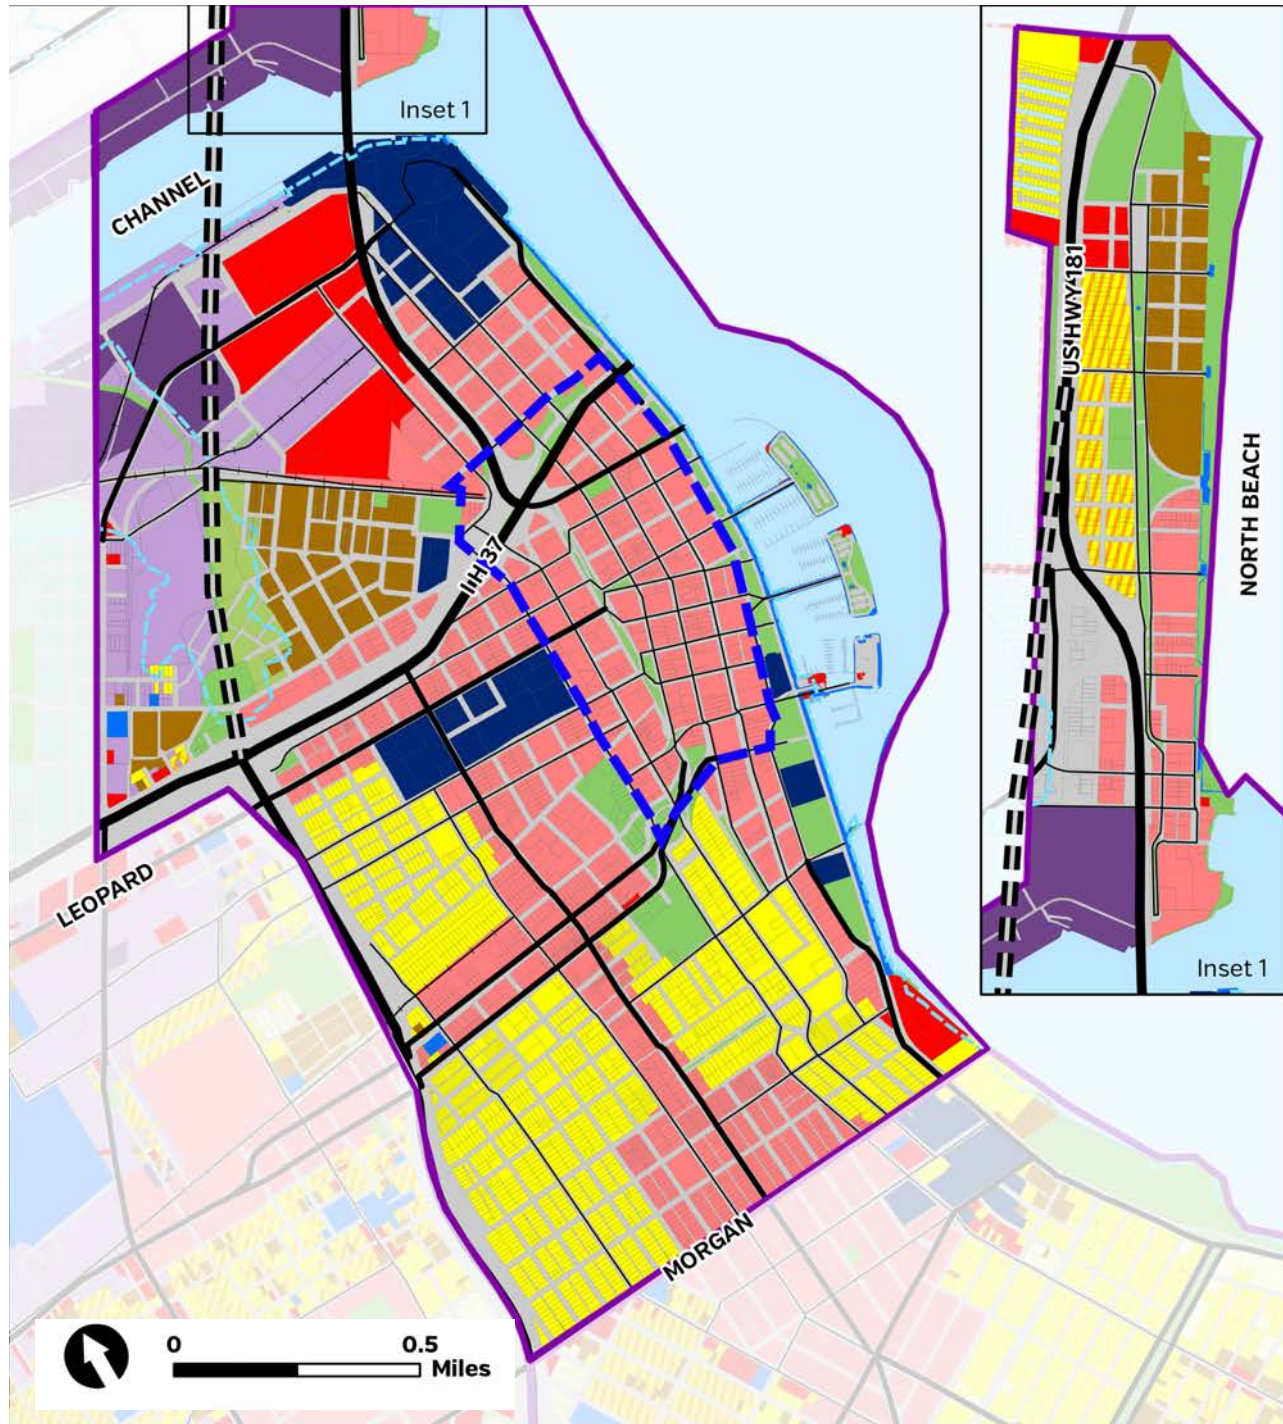 Inset 1
CHANNEL
US HWY 181
IH 37
NORTH BEACH
LEOPARD
Inset 1
MORGAN
0 0.5
Miles